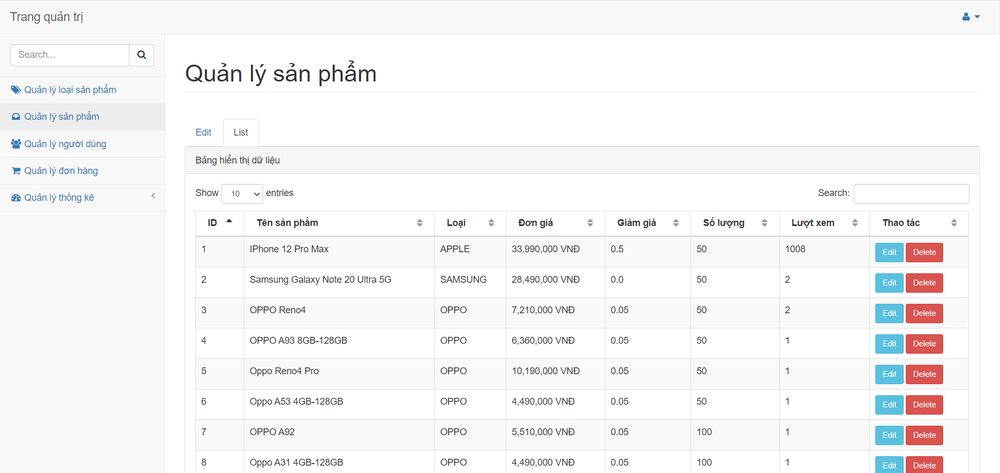 Trang quản trị
Search...
Quản lý loại sản phẩm
Quản lý sản phẩm
Quản lý người dùng
Quản lý đơn hàng
Quản lý thống kê
Quản lý sản phẩm
Edit List
Bảng hiển thị dữ liệu
Show 10 entries Search:
ID Tên sản phẩm Loại Đơn giá Giảm giá Số lượng Lượt xem Thao tác
1 IPhone 12 Pro Max APPLE 33,990,000 VNĐ 0.5 50 1008 Edit Delete
2 Samsung Galaxy Note 20 Ultra 5G SAMSUNG 28,490,000 VNĐ 0.0 50 2 Edit Delete
3 OPPO Reno4 OPPO 7,210,000 VNĐ 0.05 50 2 Edit Delete
4 OPPO A93 8GB-128GB OPPO 6,360,000 VNĐ 0.05 50 1 Edit Delete
5 Oppo Reno4 Pro OPPO 10,190,000 VNĐ 0.05 50 1 Edit Delete
6 Oppo A53 4GB-128GB OPPO 4,490,000 VNĐ 0.05 50 1 Edit Delete
7 OPPO A92 OPPO 5,510,000 VNĐ 0.05 100 1 Edit Delete
8 Oppo A31 4GB-128GB OPPO 4,490,000 VNĐ 0.05 100 1 Edit Delete